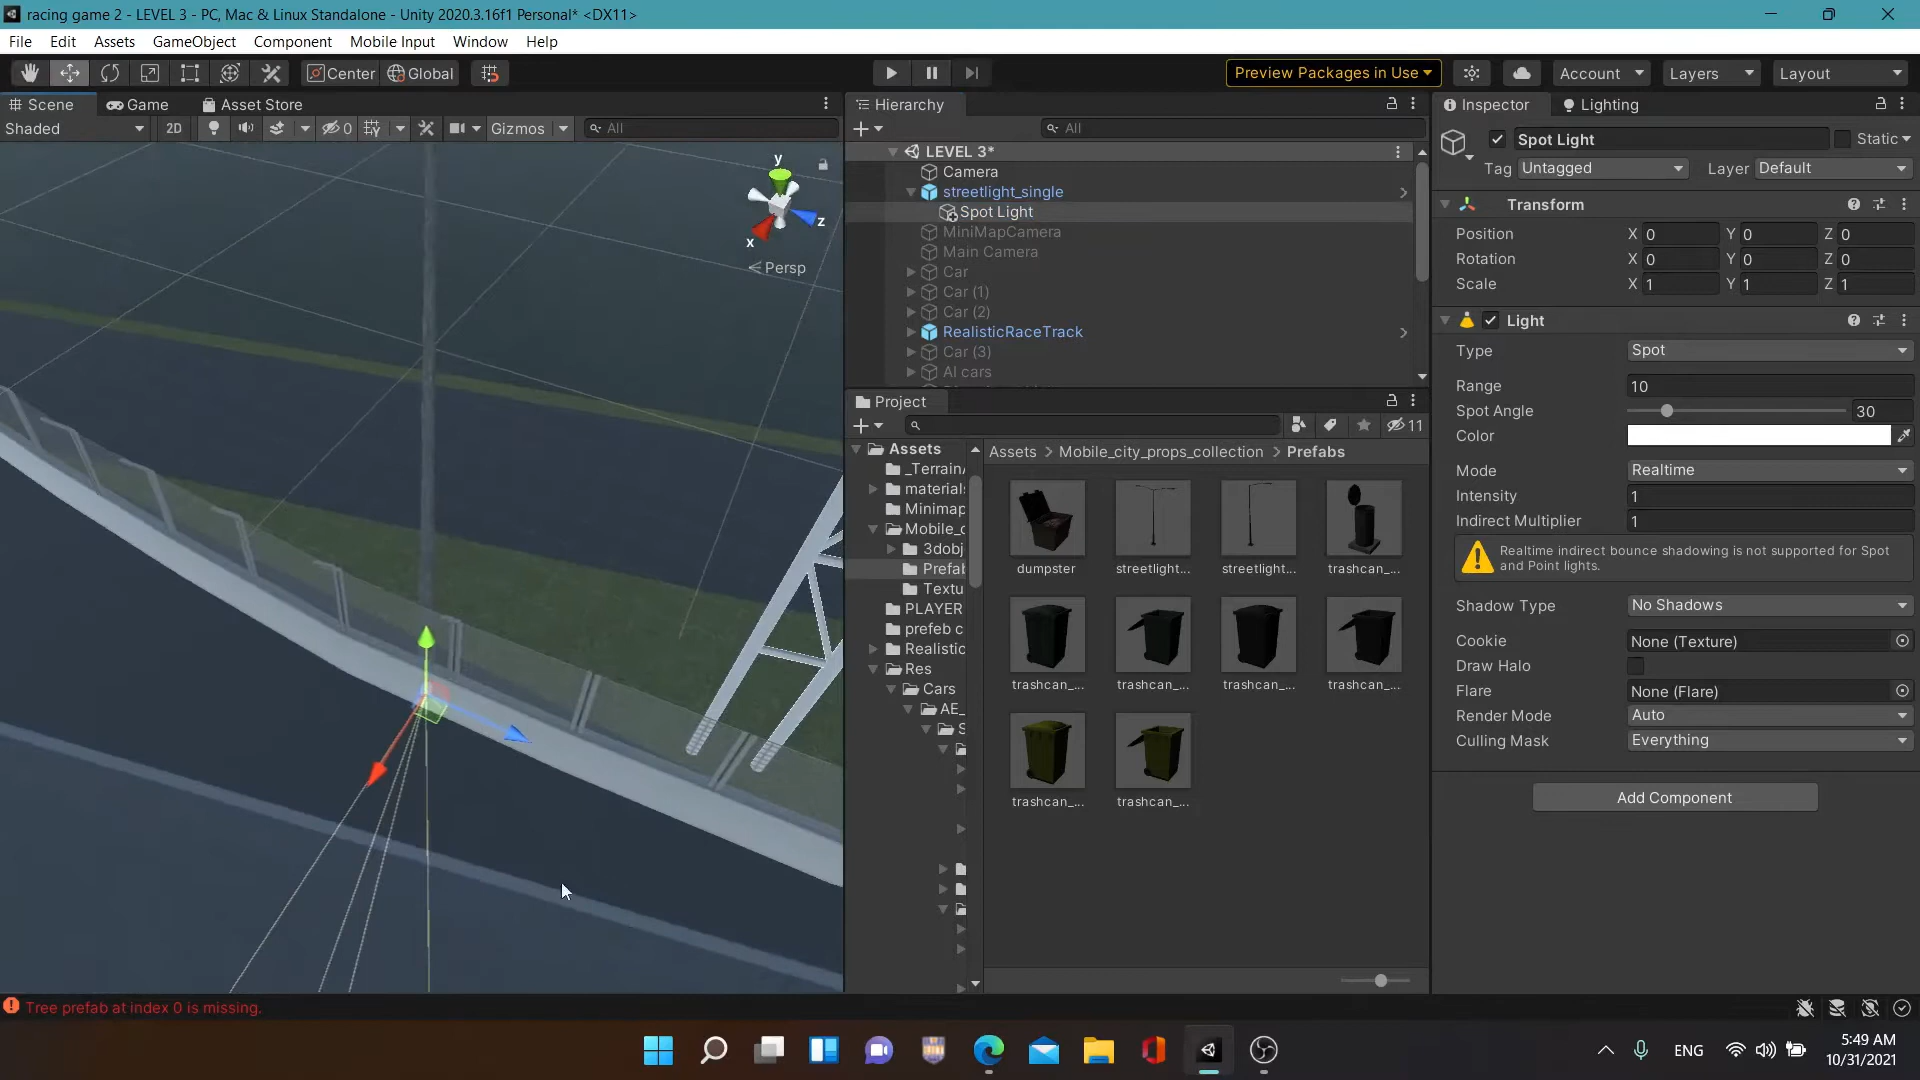 racing game 2 - LEVEL 3 - PC, Mac & Linux Standalone - Unity 2020.3.16f1 Personal* <DX11>
File Edit Assets GameObject Component Mobile Input Window Help
Center Global Preview Packages in Use Account Layers Layout
Scene Game Asset Store
Shaded 2D 0 Gizmos All
y
z
x
Persp
Hierarchy
All
LEVEL 3*
Camera
streetlight_single
Spot Light
MiniMapCamera
Main Camera
Car
Car (1)
Car (2)
RealisticRaceTrack
Car (3)
AI cars
Project
11
Assets
_Terrain
material
Minimap
Mobile_c
3dobj
Prefab
Textu
PLAYER
prefeb c
Realistic
Res
Cars
AE_
S
Assets > Mobile_city_props_collection > Prefabs
dumpster streetlight... streetlight... trashcan_...
trashcan_... trashcan_... trashcan_... trashcan_...
trashcan_... trashcan_...
Inspector Lighting
Spot Light Static
Tag Untagged Layer Default
Transform
Position X 0 Y 0 Z 0
Rotation X 0 Y 0 Z 0
Scale X 1 Y 1 Z 1
Light
Type Spot
Range 10
Spot Angle 30
Color
Mode Realtime
Intensity 1
Indirect Multiplier 1
Realtime indirect bounce shadowing is not supported for Spot
and Point lights.
Shadow Type No Shadows
Cookie None (Texture)
Draw Halo
Flare None (Flare)
Render Mode Auto
Culling Mask Everything
Add Component
Tree prefab at index 0 is missing.
ENG
5:49 AM
10/31/2021